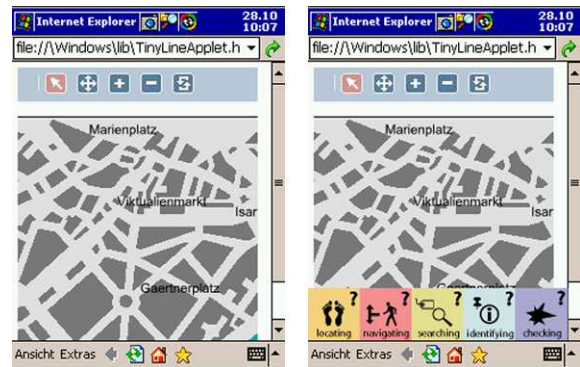 Internet Explorer 28.10
10:07
file://\Windows\lib\TinyLineApplet.h
Marienplatz
Viktualienmarkt
Isar
Gaertnerplatz
Ansicht Extras
Internet Explorer 28.10
10:07
file://\Windows\lib\TinyLineApplet.h
Marienplatz
Viktualienmarkt
Isar
Gaertnerplatz
? ? ? ? ?
locating navigating searching identifying checking
Ansicht Extras